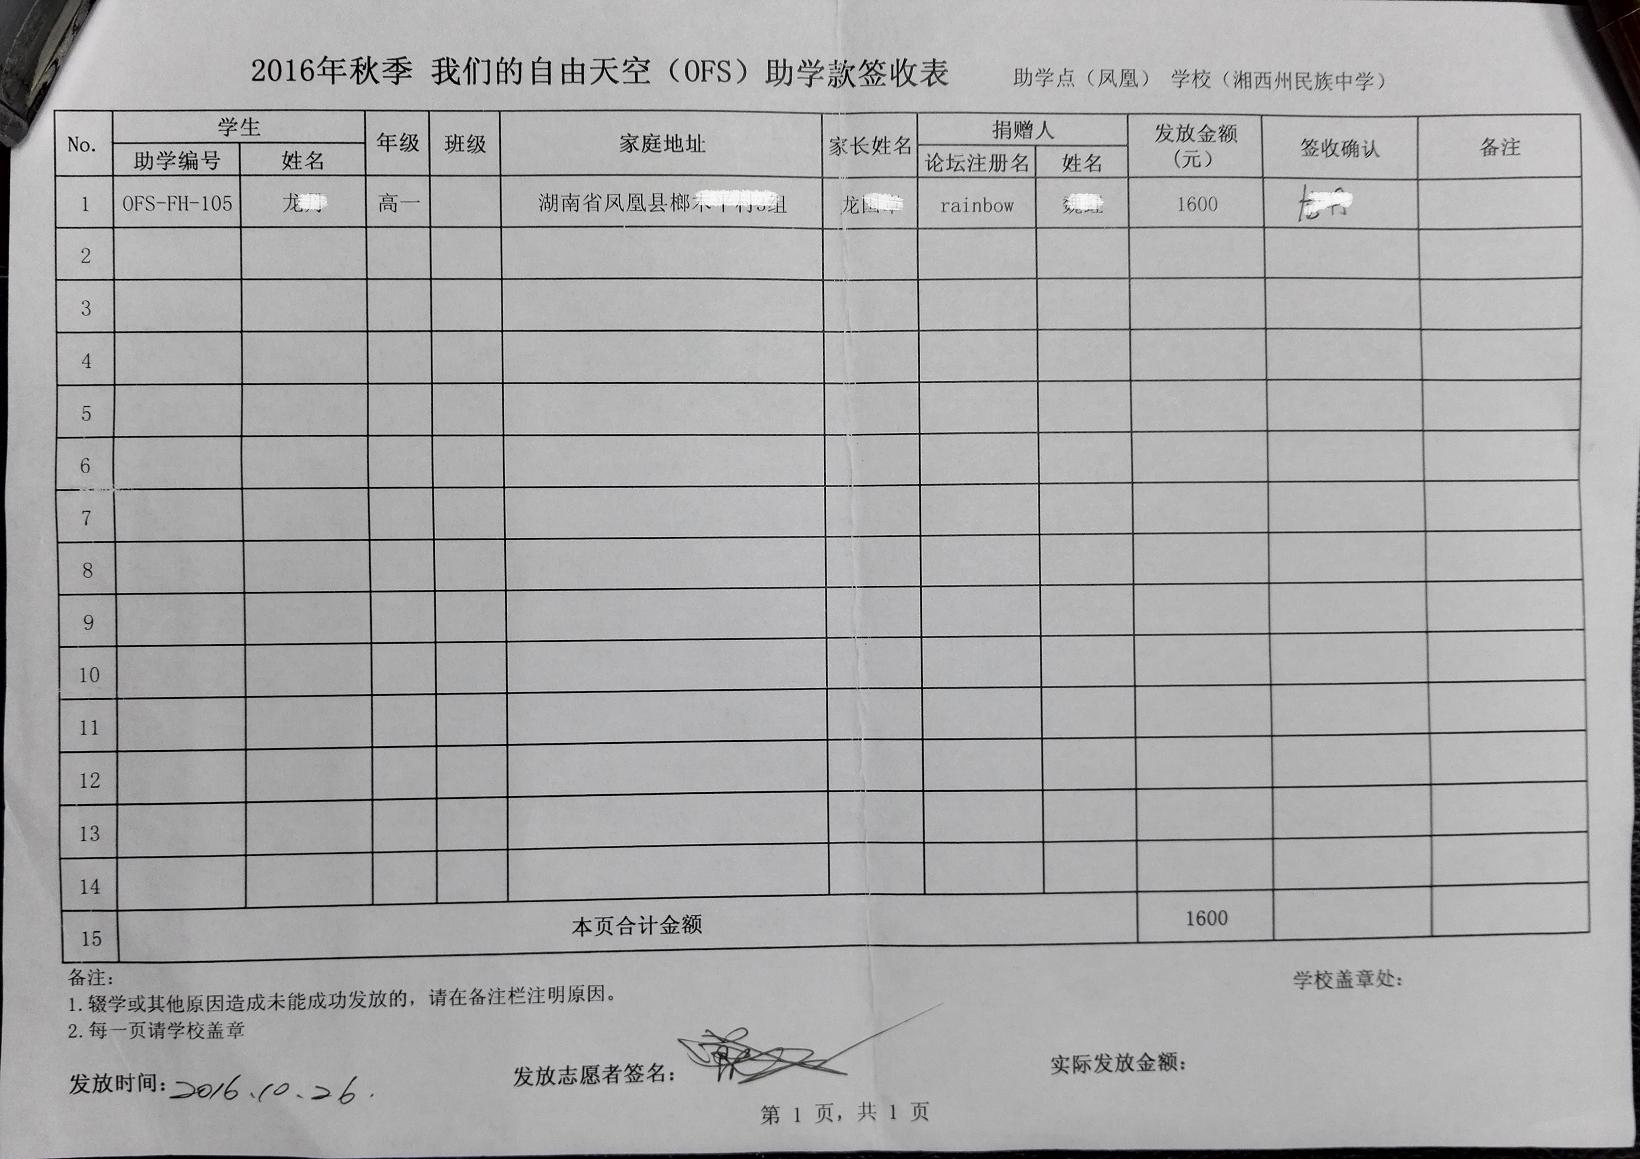 2016年秋季 我们的自由天空（OFS）助学款签收表 助学点（凤凰） 学校（湘西州民族中学）
No. 学生 年级 班级 家庭地址 家长姓名 捐赠人 发放金额（元） 签收确认 备注
助学编号 姓名 论坛注册名 姓名
1 OFS-FH-105 龙 高一 湖南省凤凰县榔 组 龙 rainbow 1600
2
3
4
5
6
7
8
9
10
11
12
13
14
15 本页合计金额 1600
备注:
1.辍学或其他原因造成未能成功发放的，请在备注栏注明原因。
2.每一页请学校盖章
学校盖章处:
发放时间:2016.10.26.
发放志愿者签名:
实际发放金额:
第 1 页，共 1 页